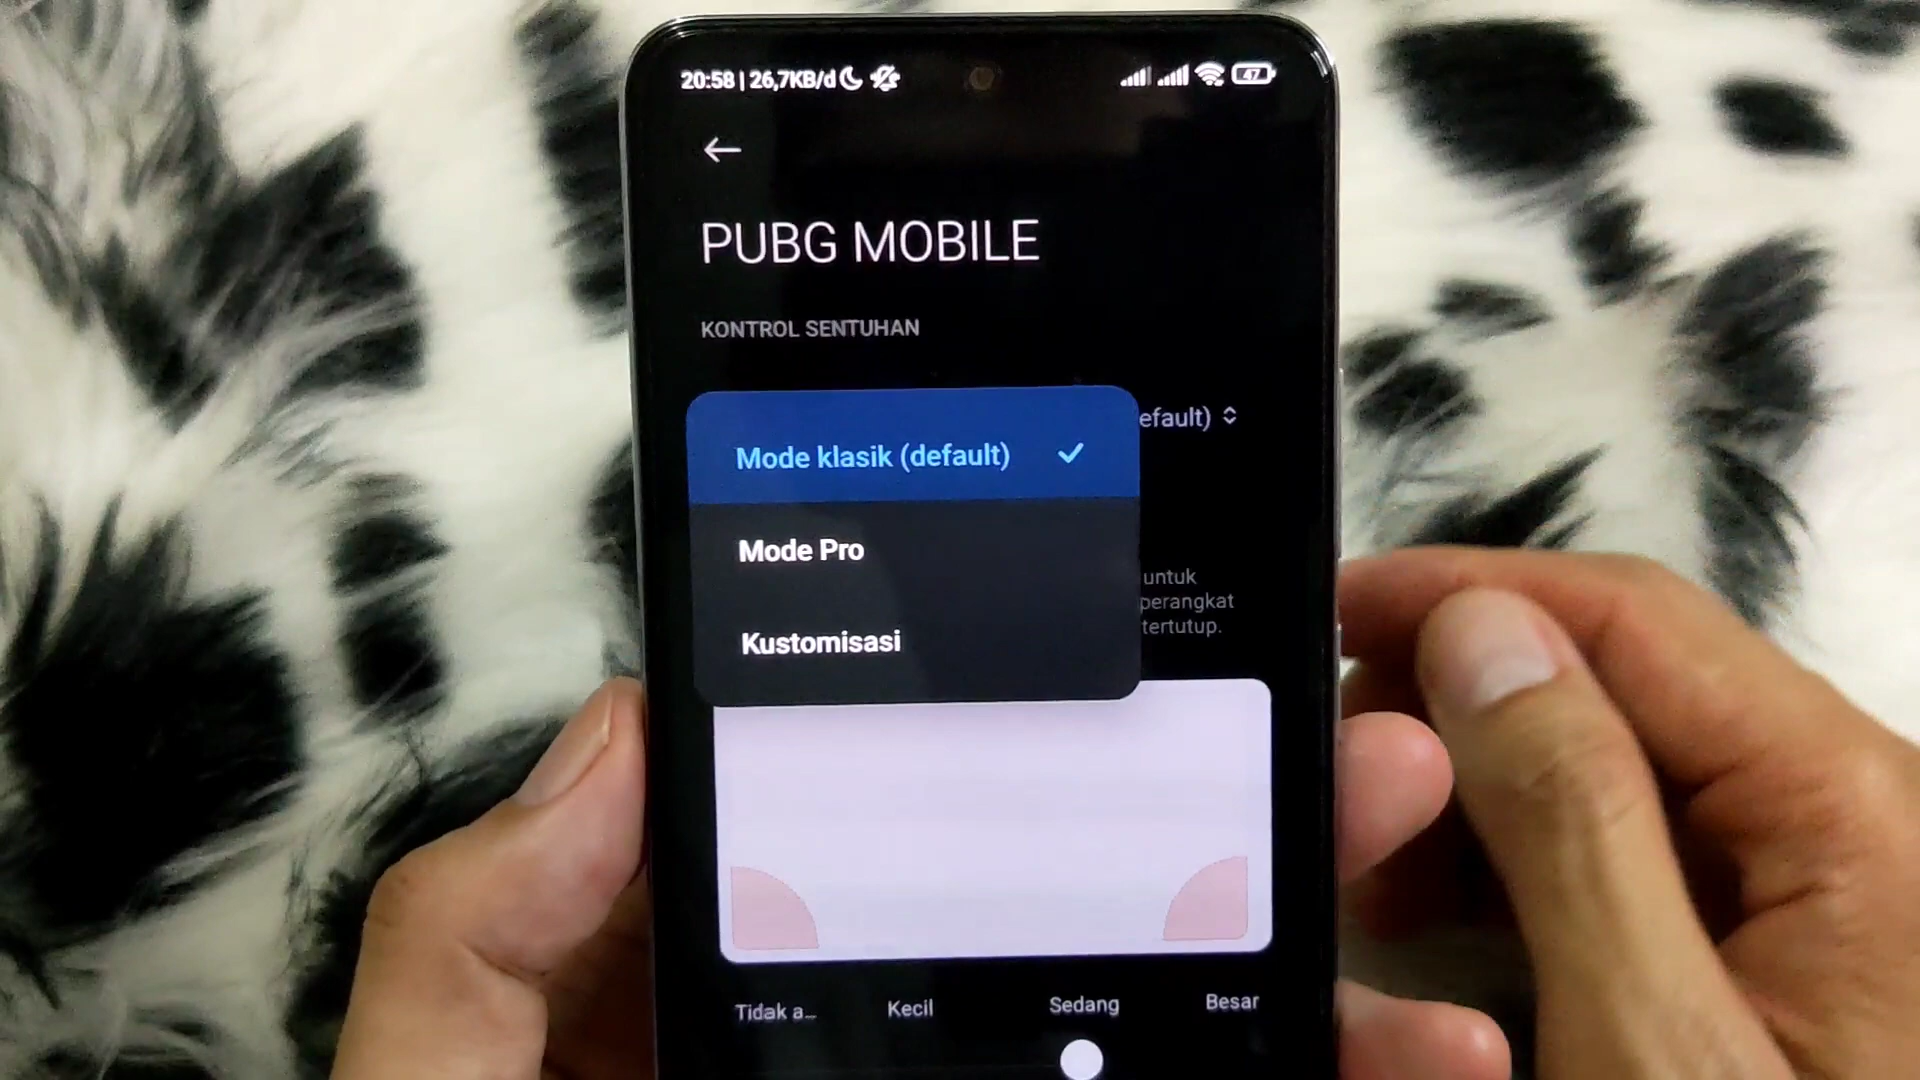 20:58 | 26,7KB/d
47
PUBG MOBILE
KONTROL SENTUHAN
efault)
Mode klasik (default)
Mode Pro
Kustomisasi
untuk
perangkat
tertutup.
Tidak a...
Kecil
Sedang
Besar